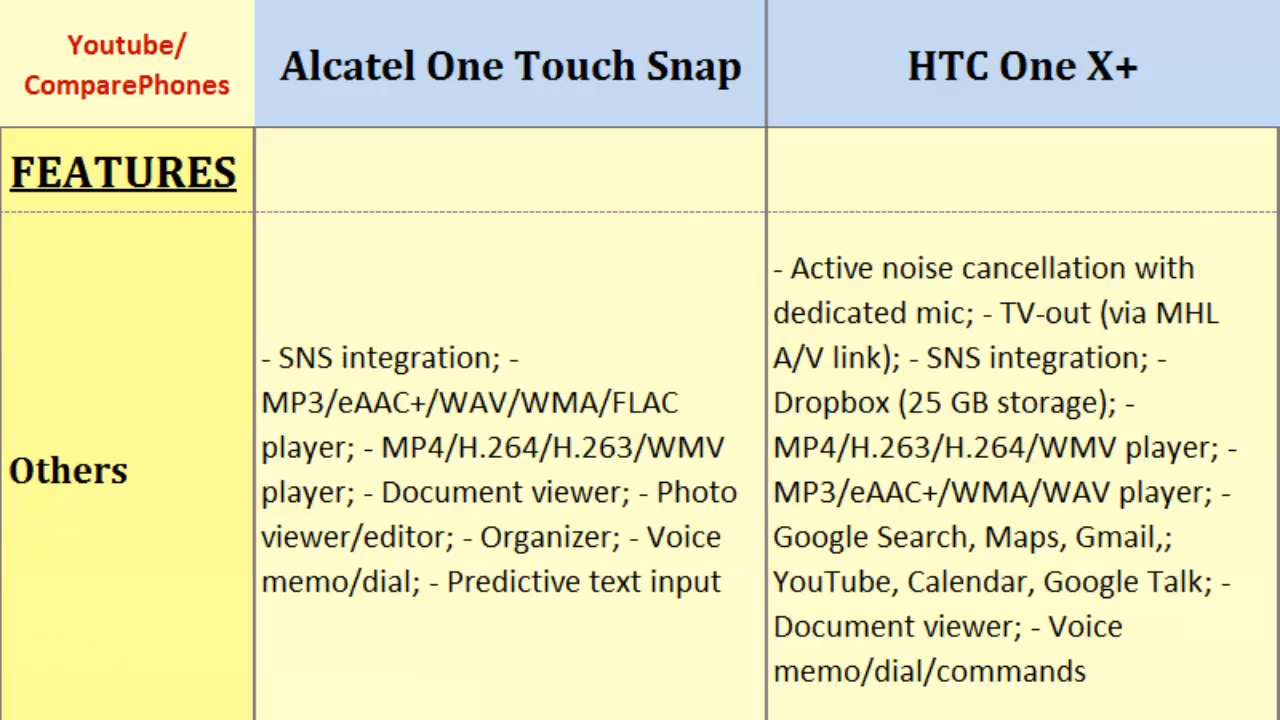 Youtube/
ComparePhones
Alcatel One Touch Snap
HTC One X+
FEATURES
Others
- SNS integration; -
MP3/eAAC+/WAV/WMA/FLAC
player; - MP4/H.264/H.263/WMV
player; - Document viewer; - Photo
viewer/editor; - Organizer; - Voice
memo/dial; - Predictive text input
- Active noise cancellation with
dedicated mic; - TV-out (via MHL
A/V link); - SNS integration; -
Dropbox (25 GB storage); -
MP4/H.263/H.264/WMV player; -
MP3/eAAC+/WMA/WAV player; -
Google Search, Maps, Gmail,;
YouTube, Calendar, Google Talk; -
Document viewer; - Voice
memo/dial/commands